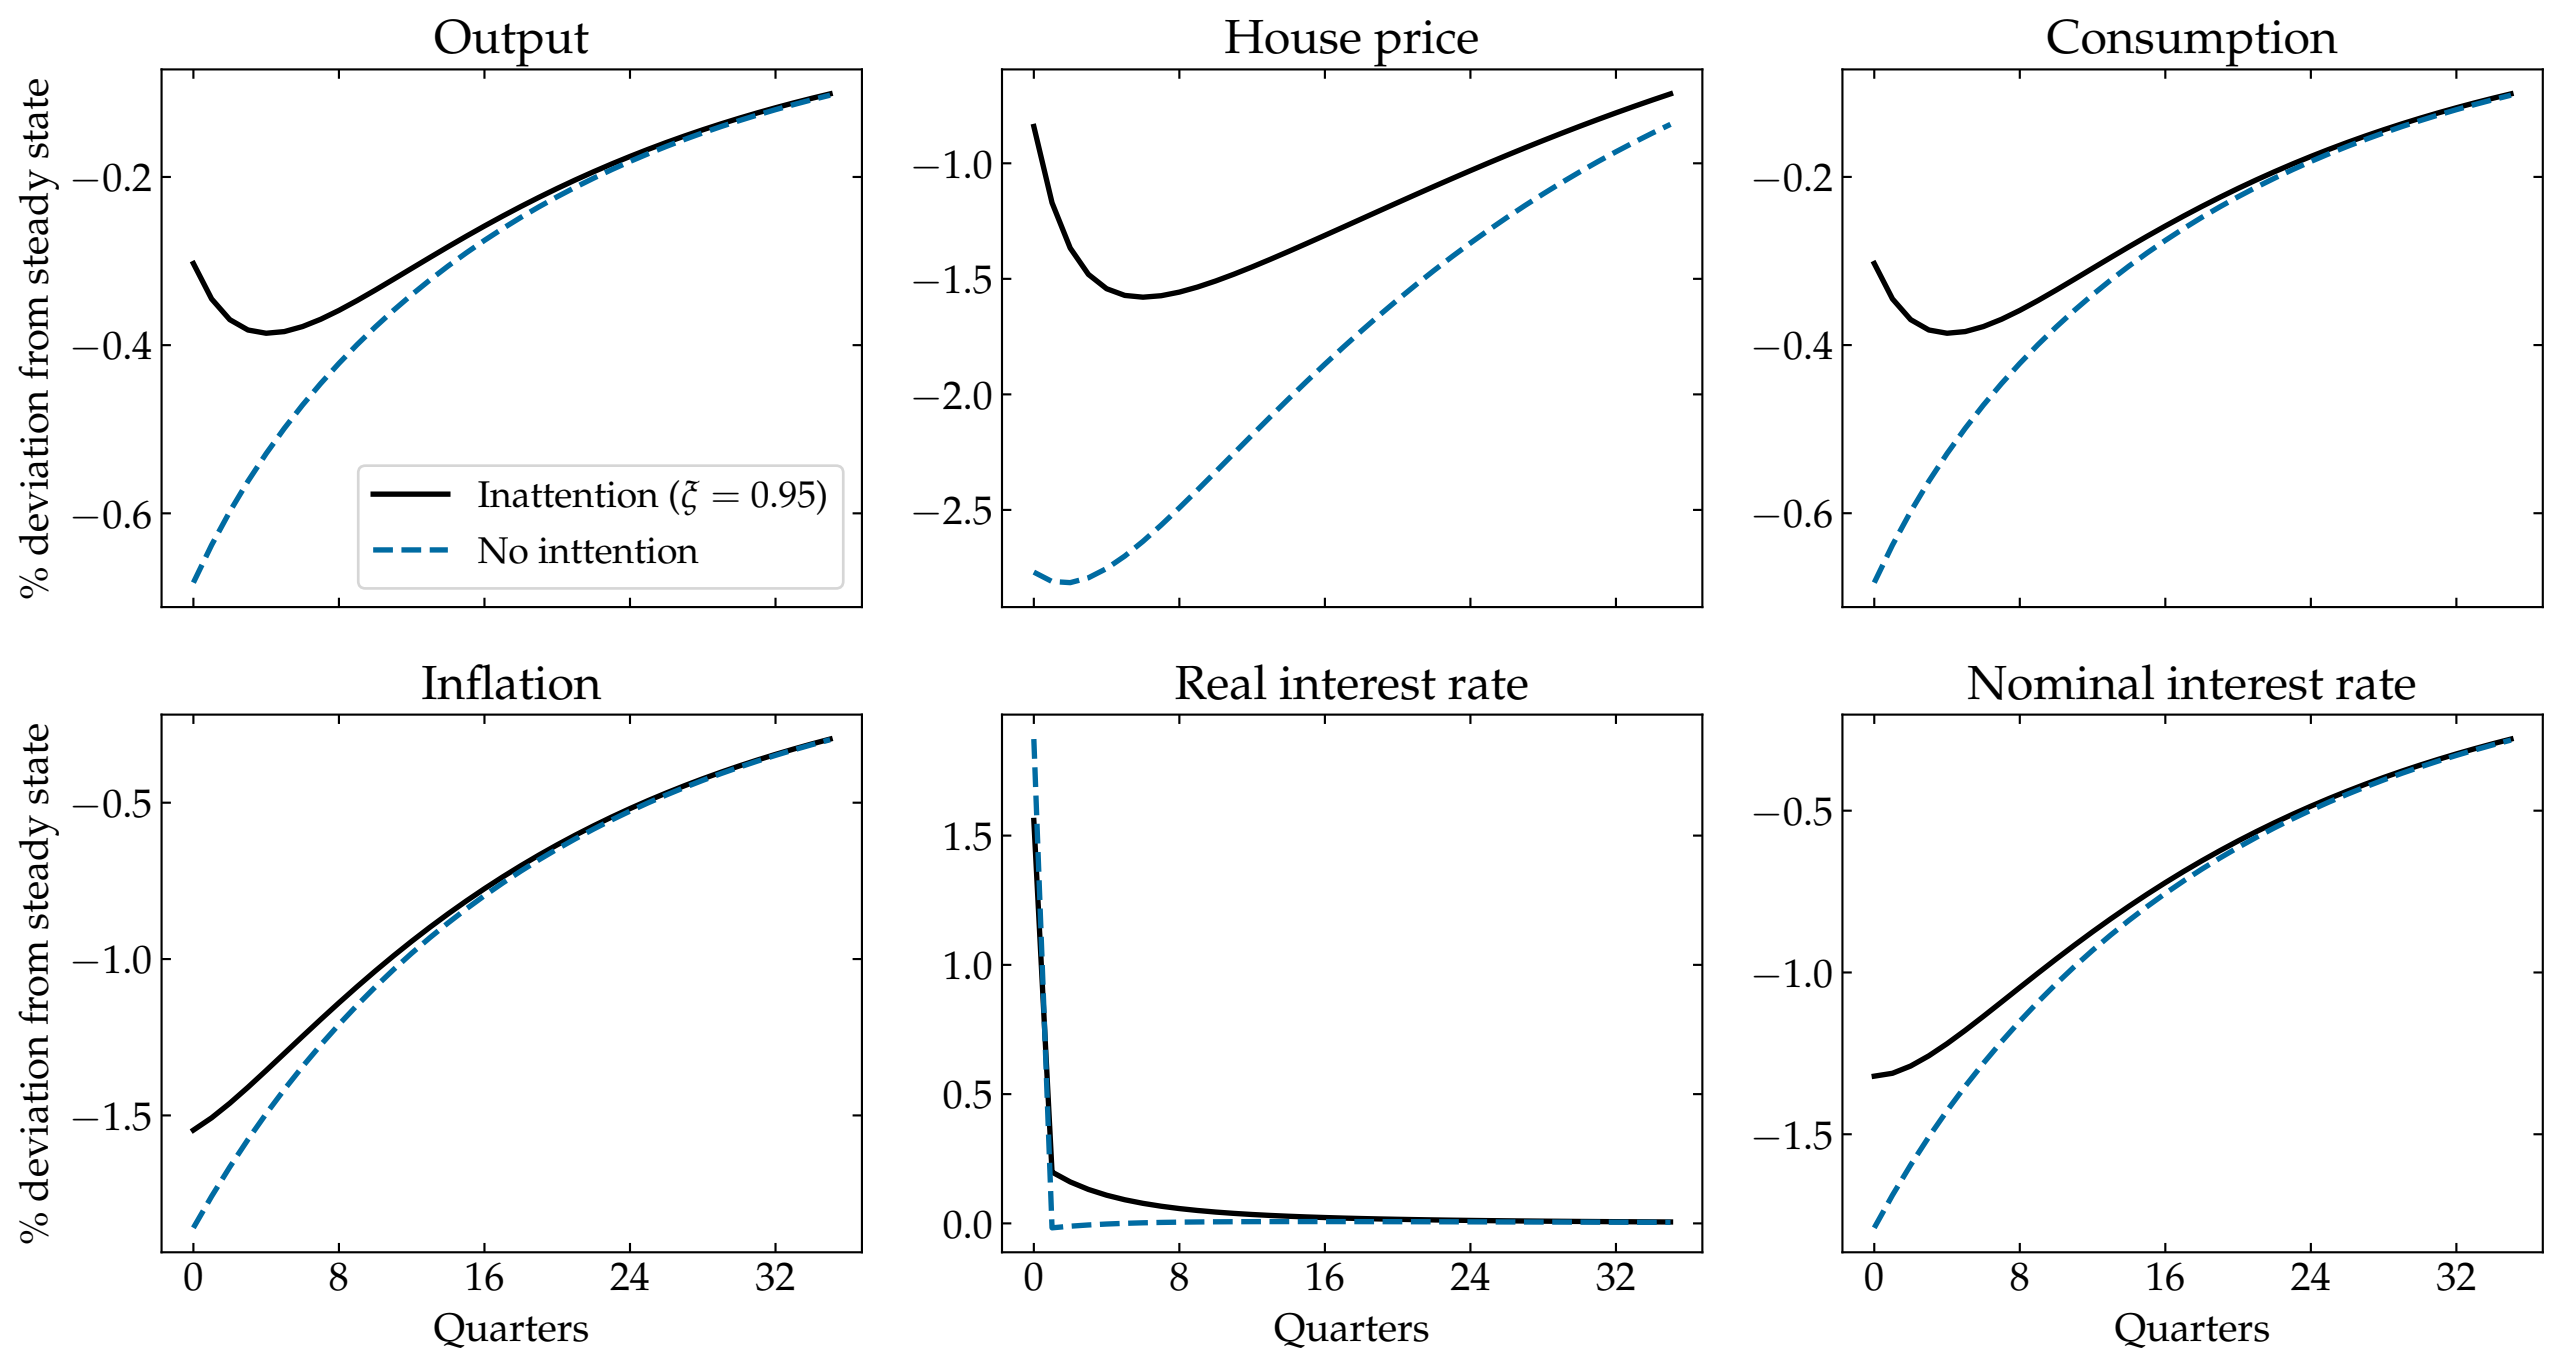 Output
House price
Consumption
% deviation from steady state
−0.2
−0.4
−0.6
Inattention (ξ = 0.95)
No inttention
−1.0
−1.5
−2.0
−2.5
−0.2
−0.4
−0.6
Inflation
Real interest rate
Nominal interest rate
% deviation from steady state
−0.5
−1.0
−1.5
1.5
1.0
0.5
0.0
−0.5
−1.0
−1.5
0 8 16 24 32
0 8 16 24 32
0 8 16 24 32
Quarters
Quarters
Quarters